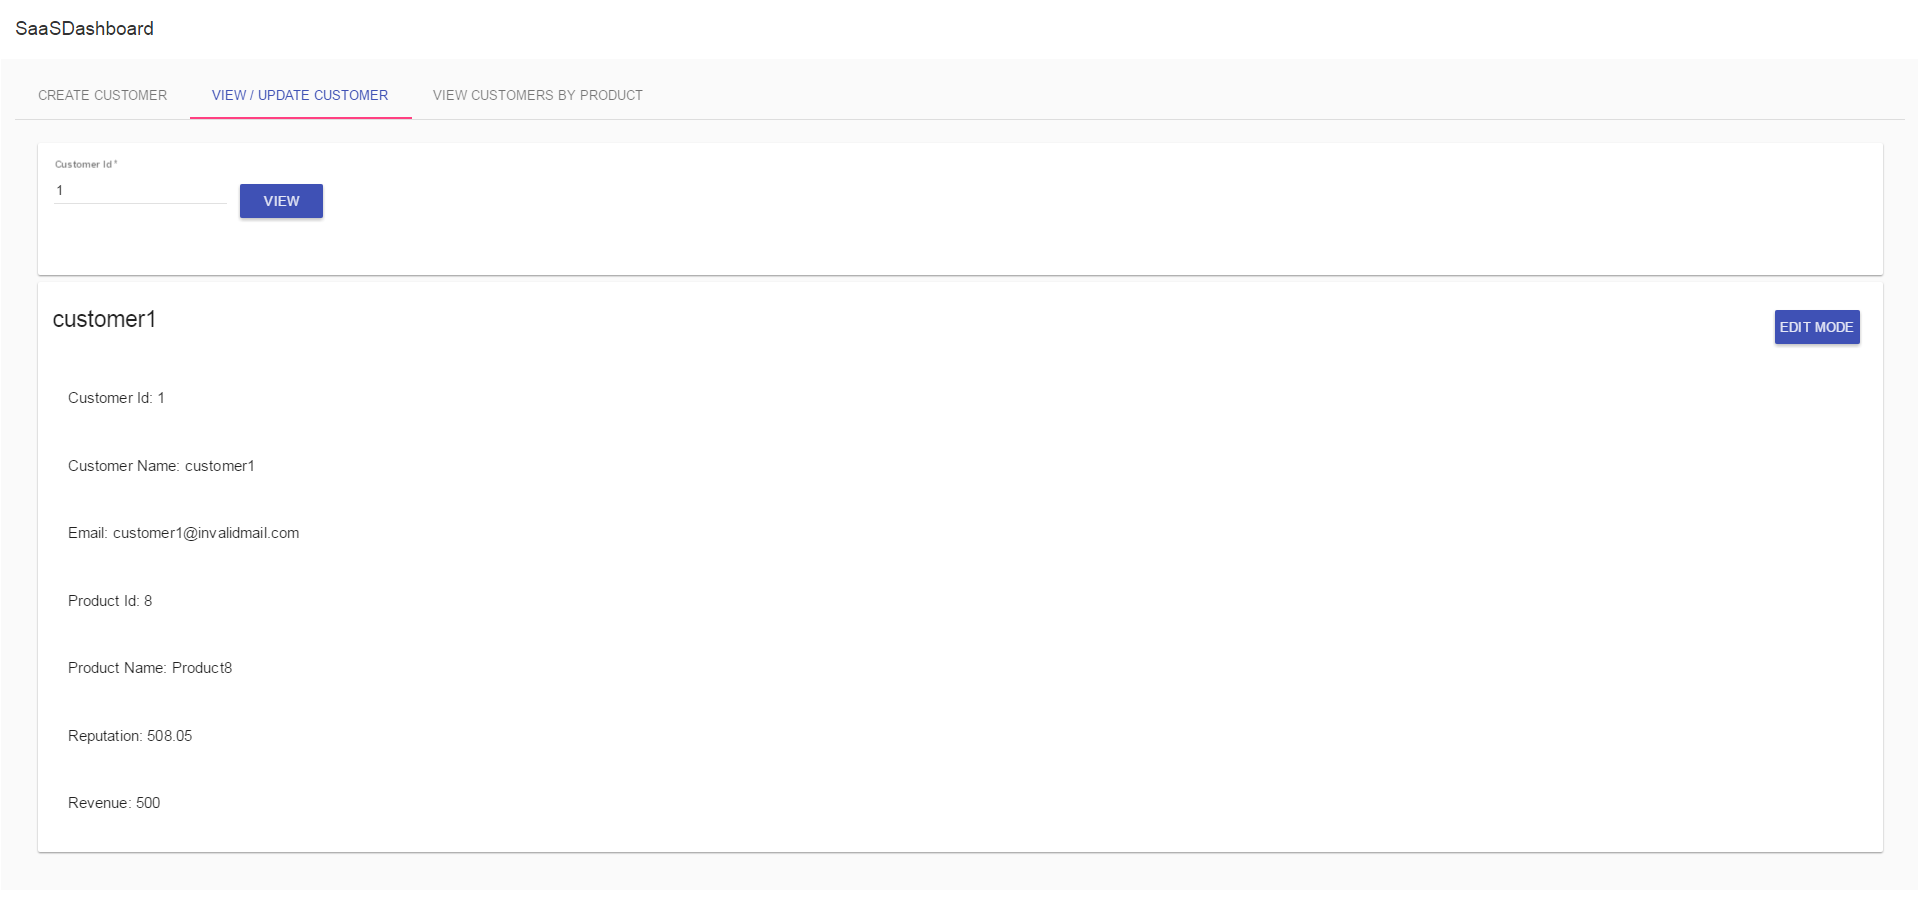 SaaSDashboard
CREATE CUSTOMER VIEW / UPDATE CUSTOMER VIEW CUSTOMERS BY PRODUCT
Customer Id *
1
VIEW
customer1
EDIT MODE
Customer Id: 1
Customer Name: customer1
Email: customer1@invalidmail.com
Product Id: 8
Product Name: Product8
Reputation: 508.05
Revenue: 500